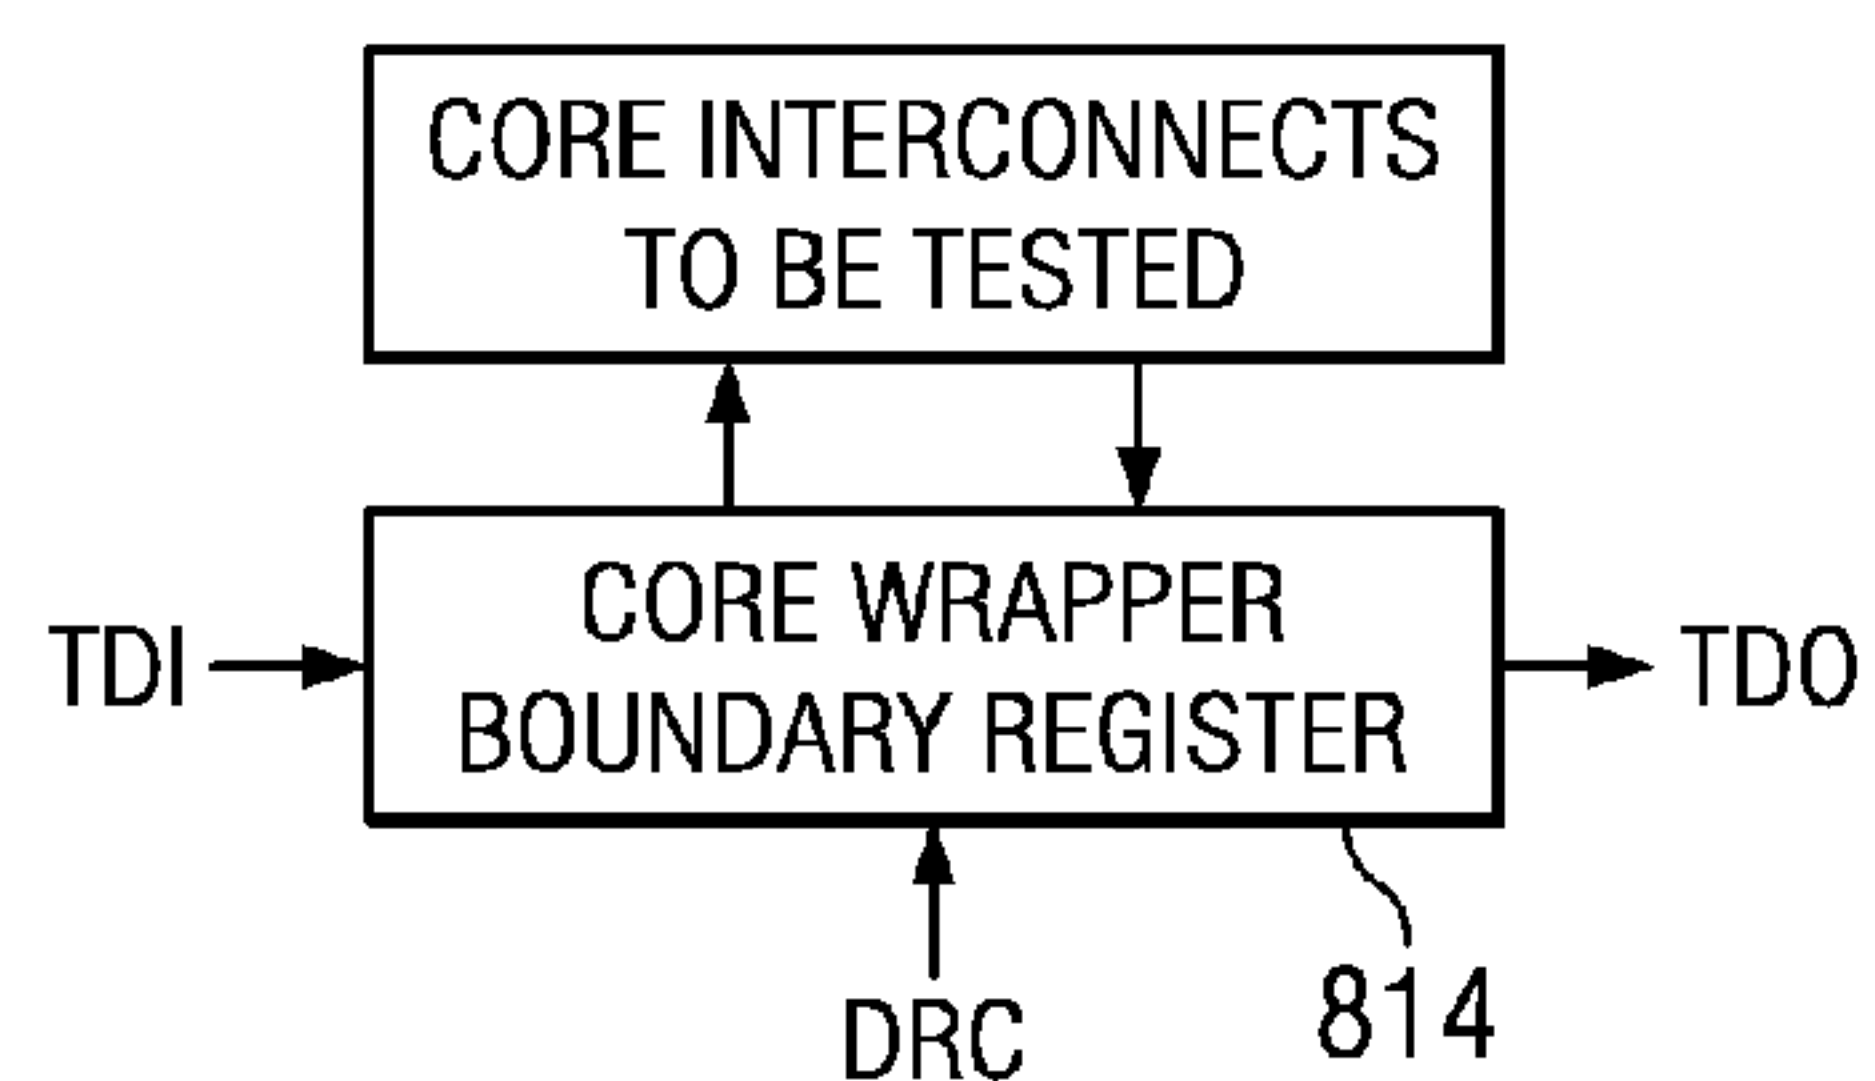 CORE INTERCONNECTS
TO BE TESTED
CORE WRAPPER
BOUNDARY REGISTER
TDI
TDO
DRC
814